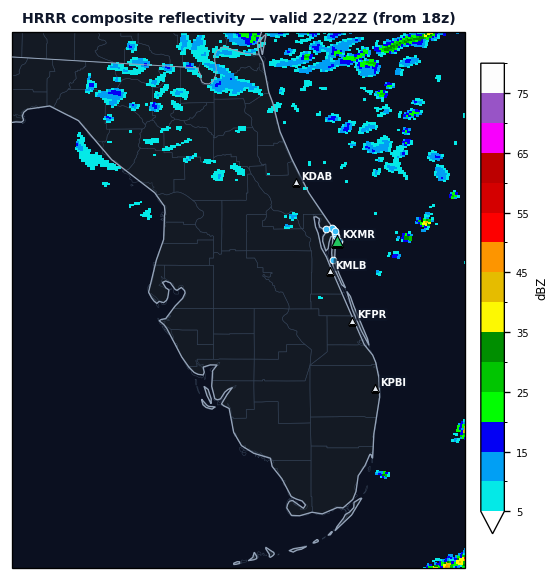 HRRR composite reflectivity — valid 22/22Z (from 18z)
KDAB
KXMR
KMLB
KFPR
KPBI
75
65
55
45
35
25
15
5
dBZ